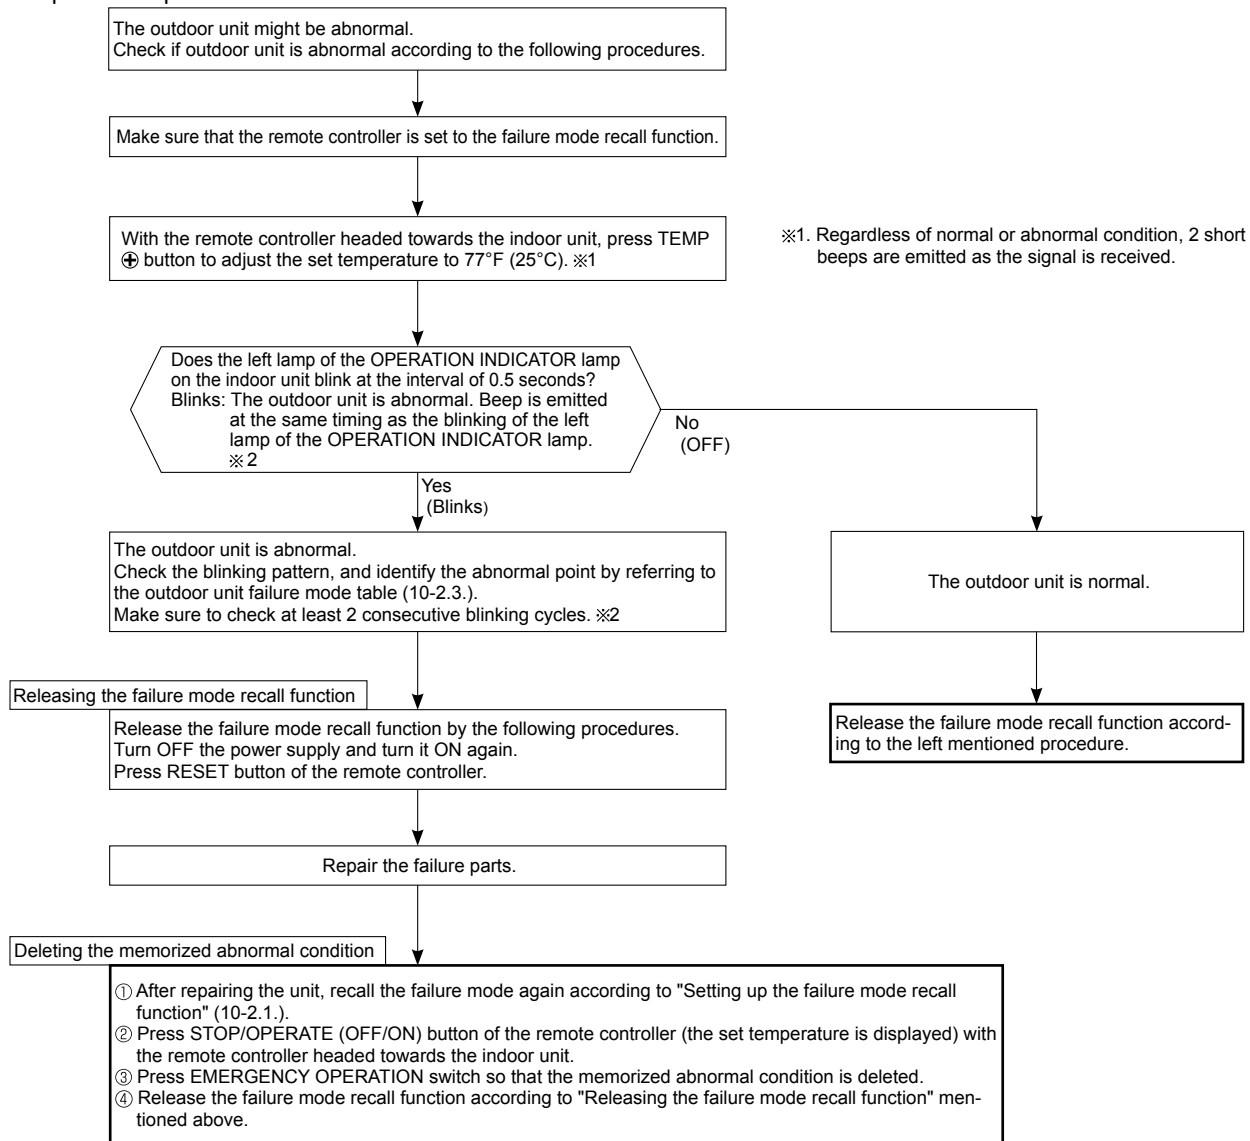 The outdoor unit might be abnormal.
Check if outdoor unit is abnormal according to the following procedures.
Make sure that the remote controller is set to the failure mode recall function.
With the remote controller headed towards the indoor unit, press TEMP
⊕ button to adjust the set temperature to 77°F (25°C). ※1
※1. Regardless of normal or abnormal condition, 2 short
beeps are emitted as the signal is received.
Does the left lamp of the OPERATION INDICATOR lamp
on the indoor unit blink at the interval of 0.5 seconds?
Blinks: The outdoor unit is abnormal. Beep is emitted
at the same timing as the blinking of the left
lamp of the OPERATION INDICATOR lamp.
※2
No
(OFF)
Yes
(Blinks)
The outdoor unit is abnormal.
Check the blinking pattern, and identify the abnormal point by referring to
the outdoor unit failure mode table (10-2.3.).
Make sure to check at least 2 consecutive blinking cycles. ※2
The outdoor unit is normal.
Releasing the failure mode recall function
Release the failure mode recall function by the following procedures.
Turn OFF the power supply and turn it ON again.
Press RESET button of the remote controller.
Release the failure mode recall function accord-
ing to the left mentioned procedure.
Repair the failure parts.
Deleting the memorized abnormal condition
① After repairing the unit, recall the failure mode again according to "Setting up the failure mode recall
function" (10-2.1.).
② Press STOP/OPERATE (OFF/ON) button of the remote controller (the set temperature is displayed) with
the remote controller headed towards the indoor unit.
③ Press EMERGENCY OPERATION switch so that the memorized abnormal condition is deleted.
④ Release the failure mode recall function according to "Releasing the failure mode recall function" men-
tioned above.